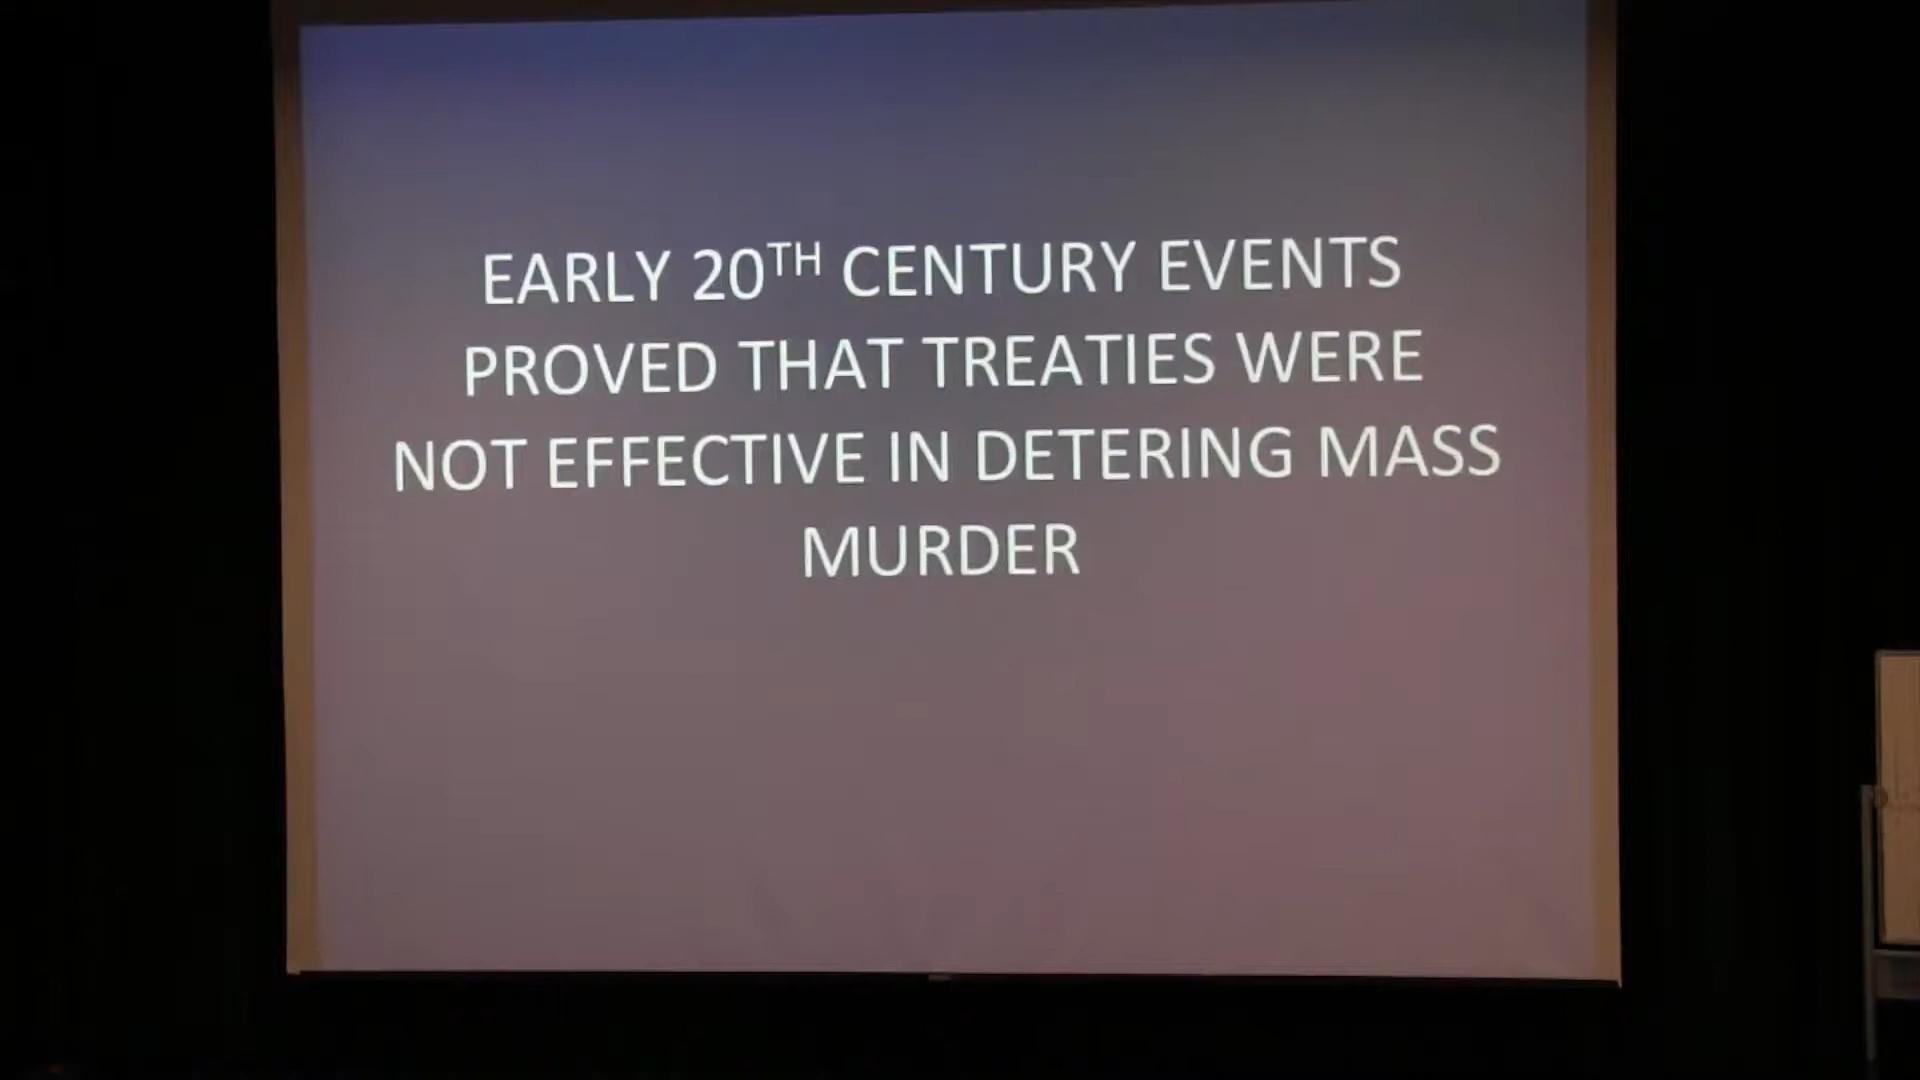 EARLY 20TH CENTURY EVENTS
PROVED THAT TREATIES WERE
NOT EFFECTIVE IN DETERING MASS
MURDER